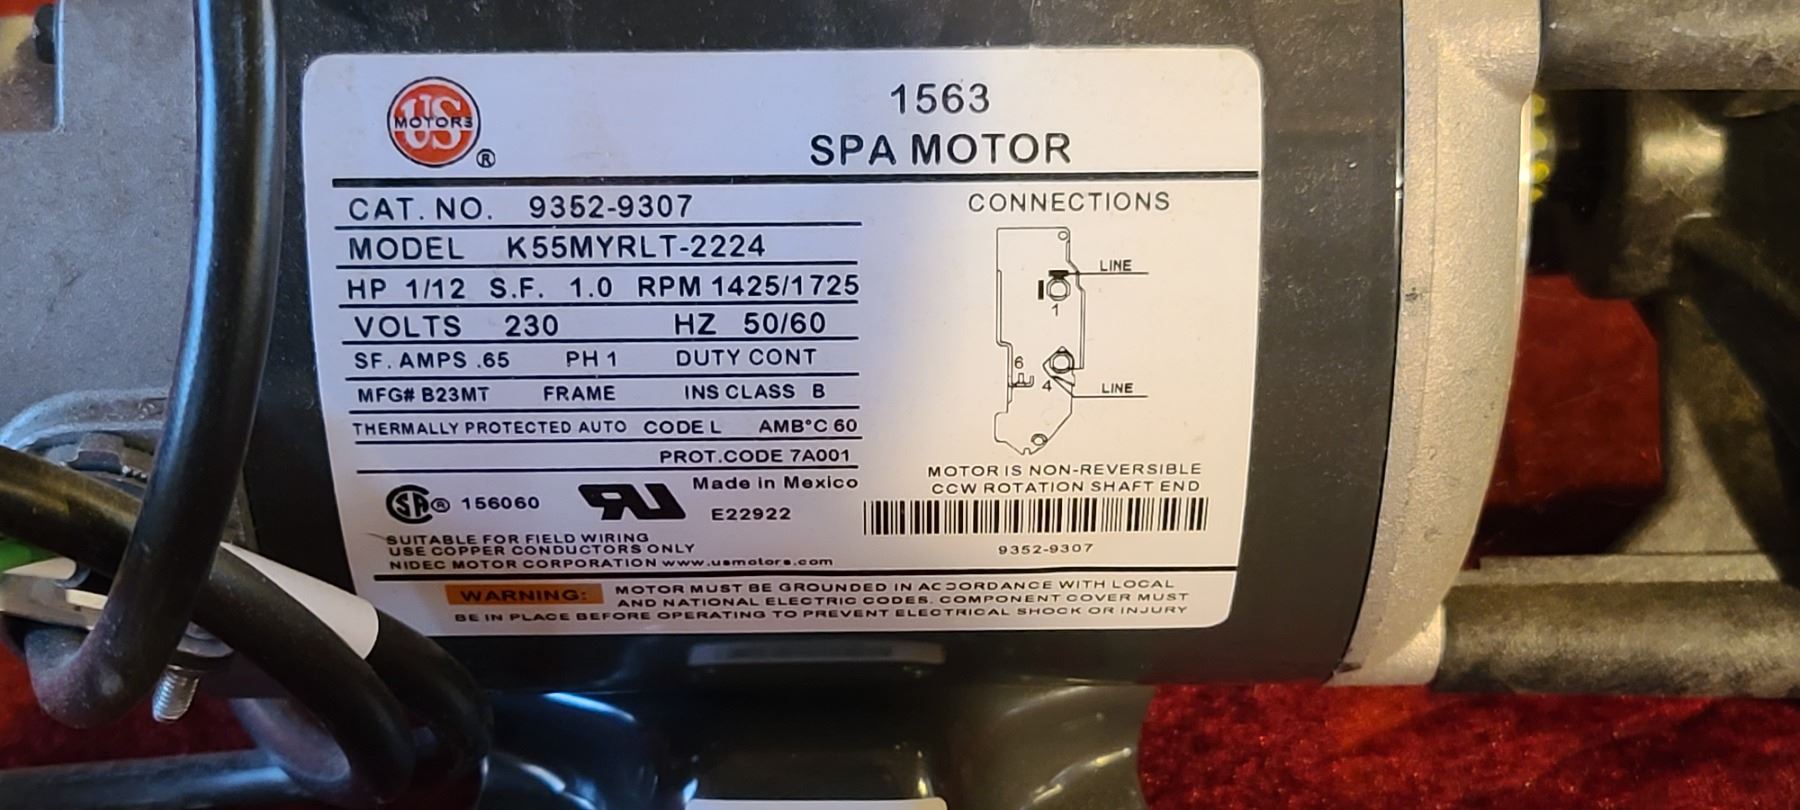 US
MOTORS
®
1563
SPA MOTOR
CAT. NO. 9352-9307
MODEL K55MYRLT-2224
HP 1/12 S.F. 1.0 RPM 1425/1725
VOLTS 230 HZ 50/60
SF. AMPS .65 PH 1 DUTY CONT
MFG# B23MT FRAME INS CLASS B
THERMALLY PROTECTED AUTO CODE L AMB°C 60
PROT.CODE 7A001
SA ® 156060
RU
Made in Mexico
E22922
SUITABLE FOR FIELD WIRING
USE COPPER CONDUCTORS ONLY
NIDEC MOTOR CORPORATION www.usmotors.com
CONNECTIONS
LINE
1
6
4
LINE
MOTOR IS NON-REVERSIBLE
CCW ROTATION SHAFT END
9352-9307
WARNING: MOTOR MUST BE GROUNDED IN ACCORDANCE WITH LOCAL
AND NATIONAL ELECTRIC CODES. COMPONENT COVER MUST
BE IN PLACE BEFORE OPERATING TO PREVENT ELECTRICAL SHOCK OR INJURY